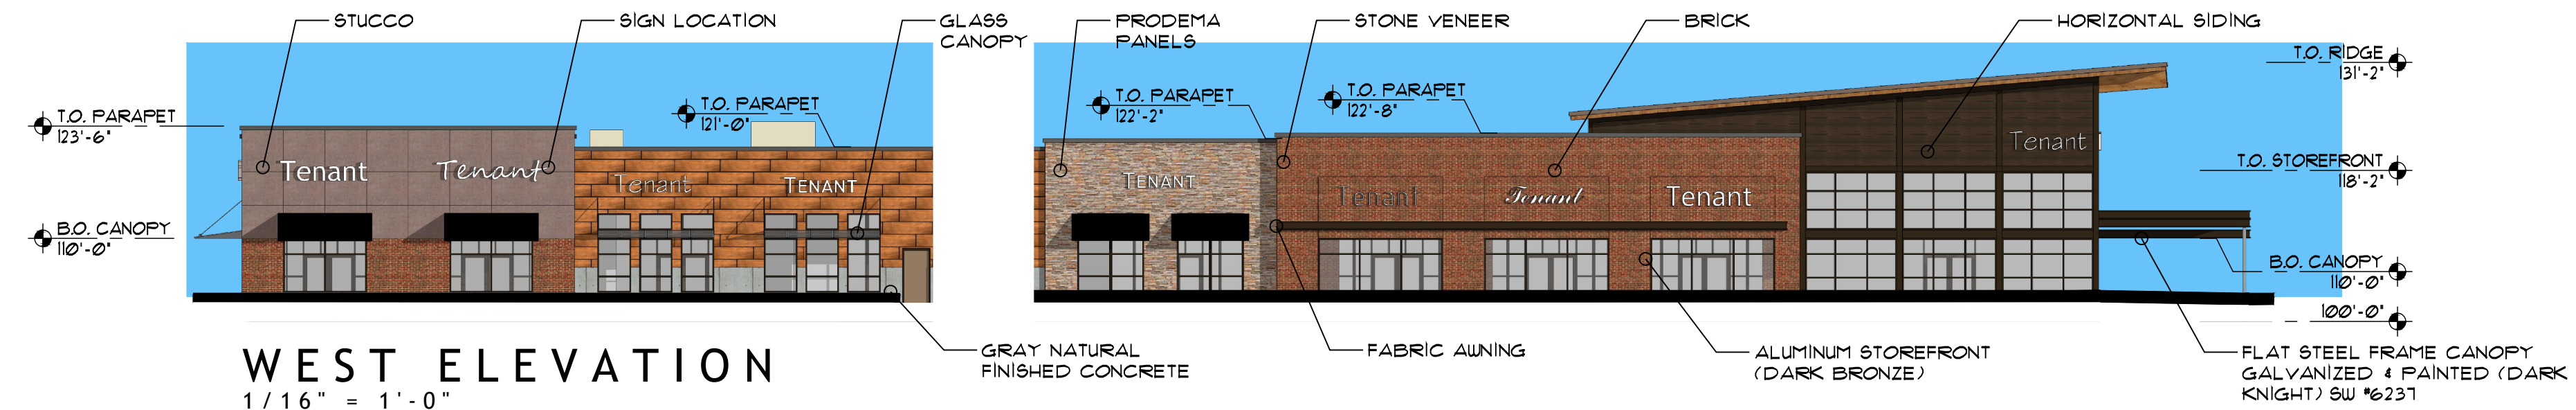 STUCCO
SIGN LOCATION
GLASS
CANOPY
PRODEMA
PANELS
STONE VENEER
BRICK
HORIZONTAL SIDING
T.O. RIDGE
131'-2"
T.O. PARAPET
123'-6"
T.O. PARAPET
121'-0"
T.O. PARAPET
122'-2"
T.O. PARAPET
122'-8"
T.O. STOREFRONT
118'-2"
Tenant
Tenant
Tenant
TENANT
TENANT
Tenant
Tenant
Tenant
Tenant
B.O. CANOPY
110'-0"
B.O. CANOPY
110'-0"
100'-0"
WEST ELEVATION
1/16" = 1'-0"
GRAY NATURAL
FINISHED CONCRETE
FABRIC AWNING
ALUMINUM STOREFRONT
(DARK BRONZE)
FLAT STEEL FRAME CANOPY
GALVANIZED & PAINTED (DARK
KNIGHT) SW #6237